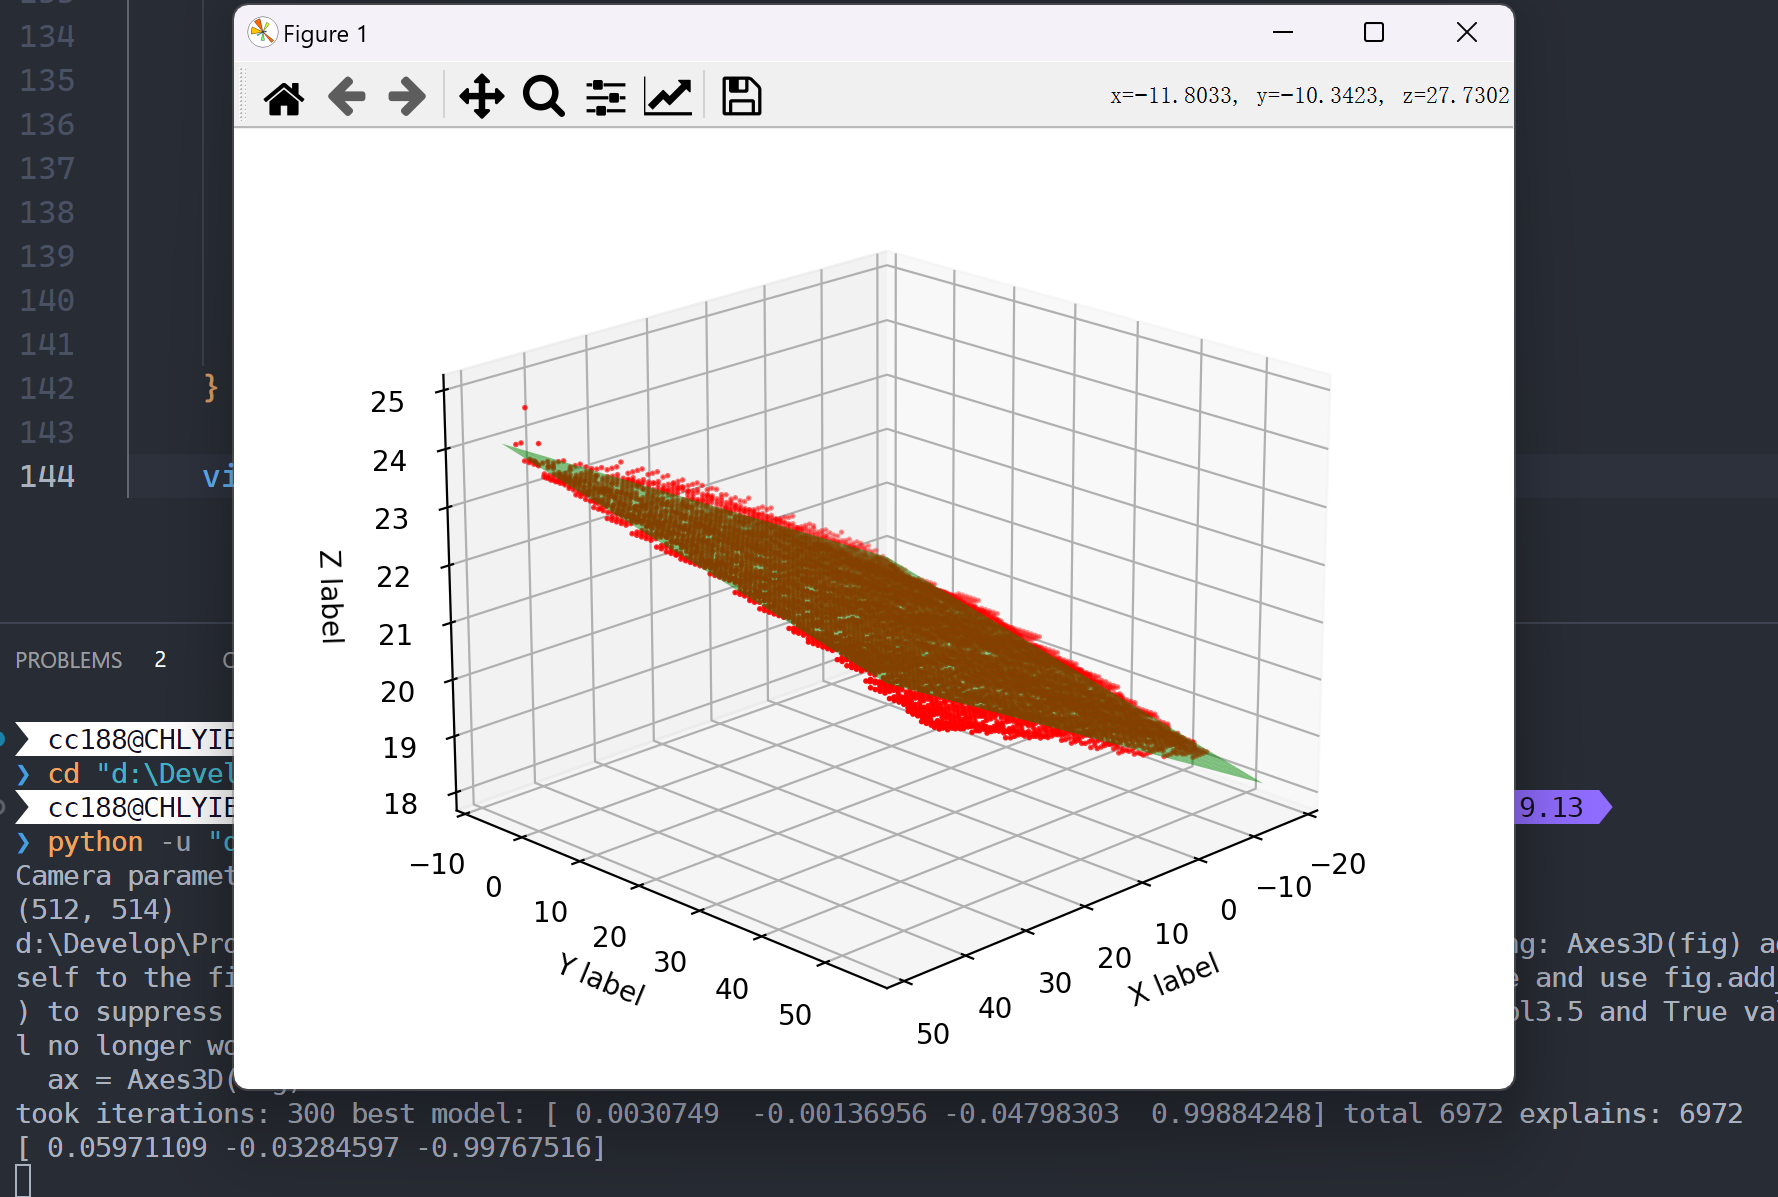 134
135
136
137
138
139
140
141
142 }
143
144 vi
Figure 1
x=-11.8033, y=-10.3423, z=27.7302
25
24
23
22
21
20
19
18
Z label
−10
0
10
20
30
40
50
Y label
−20
−10
0
10
20
30
40
50
X label
PROBLEMS 2
cc188@CHLYIE
❯ cd "d:\Devel
cc188@CHLYIE
9.13
❯ python -u "d
Camera paramet
(512, 514)
d:\Develop\Pro ng: Axes3D(fig) a
self to the fi e and use fig.add_
) to suppress pl3.5 and True va
l no longer wo
ax = Axes3D(
took iterations: 300 best model: [ 0.0030749 -0.00136956 -0.04798303 0.99884248] total 6972 explains: 6972
[ 0.05971109 -0.03284597 -0.99767516]